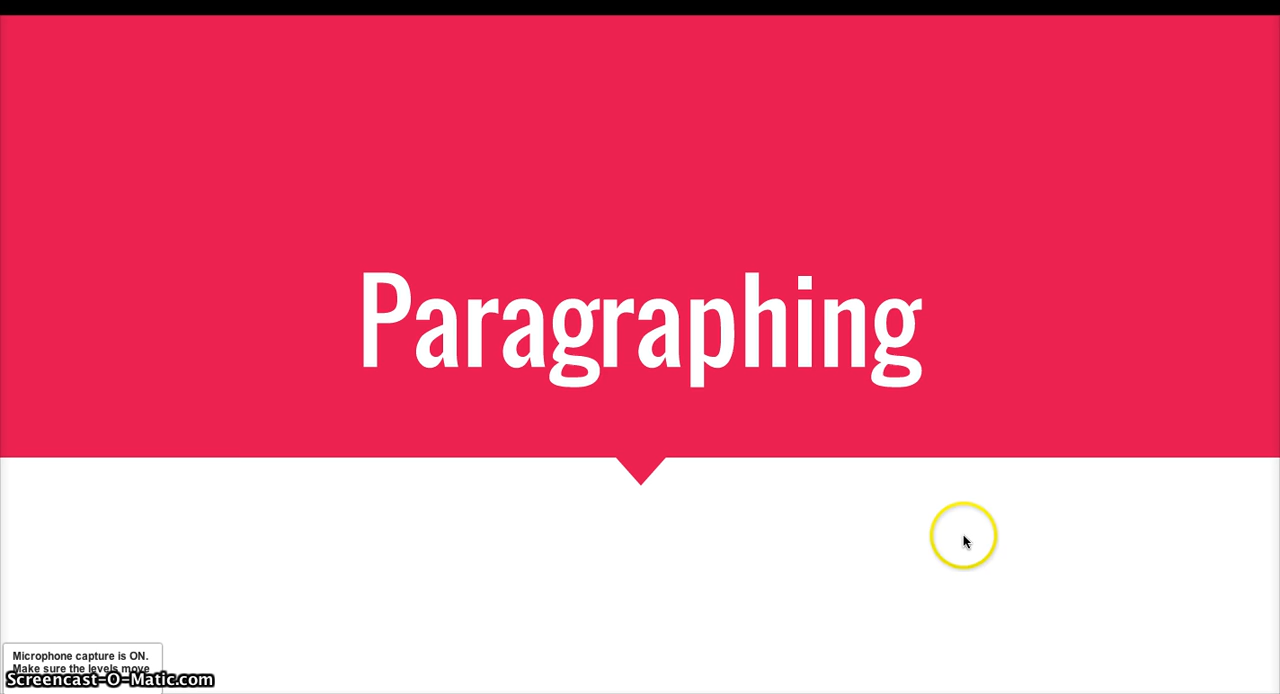 Paragraphing
Microphone capture is ON.
Make sure the levels move
Screencast-O-Matic.com